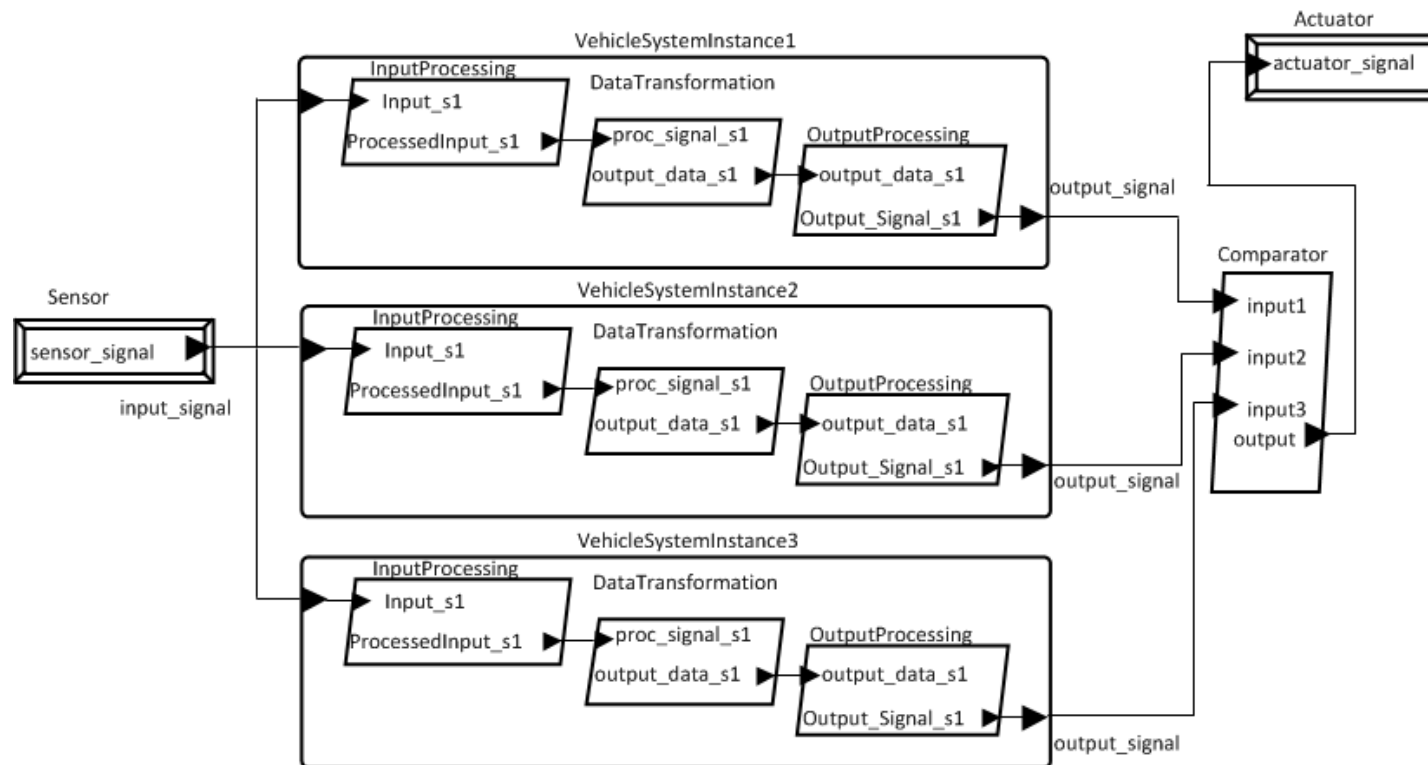 Actuator
actuator_signal
VehicleSystemInstance1
InputProcessing
Input_s1
ProcessedInput_s1
DataTransformation
proc_signal_s1
output_data_s1
OutputProcessing
output_data_s1
Output_Signal_s1
output_signal
Sensor
sensor_signal
input_signal
VehicleSystemInstance2
InputProcessing
Input_s1
ProcessedInput_s1
DataTransformation
proc_signal_s1
output_data_s1
OutputProcessing
output_data_s1
Output_Signal_s1
output_signal
Comparator
input1
input2
input3
output
VehicleSystemInstance3
InputProcessing
Input_s1
ProcessedInput_s1
DataTransformation
proc_signal_s1
output_data_s1
OutputProcessing
output_data_s1
Output_Signal_s1
output_signal